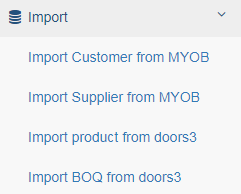 Import
Import Customer from MYOB
Import Supplier from MYOB
Import product from doors3
Import BOQ from doors3